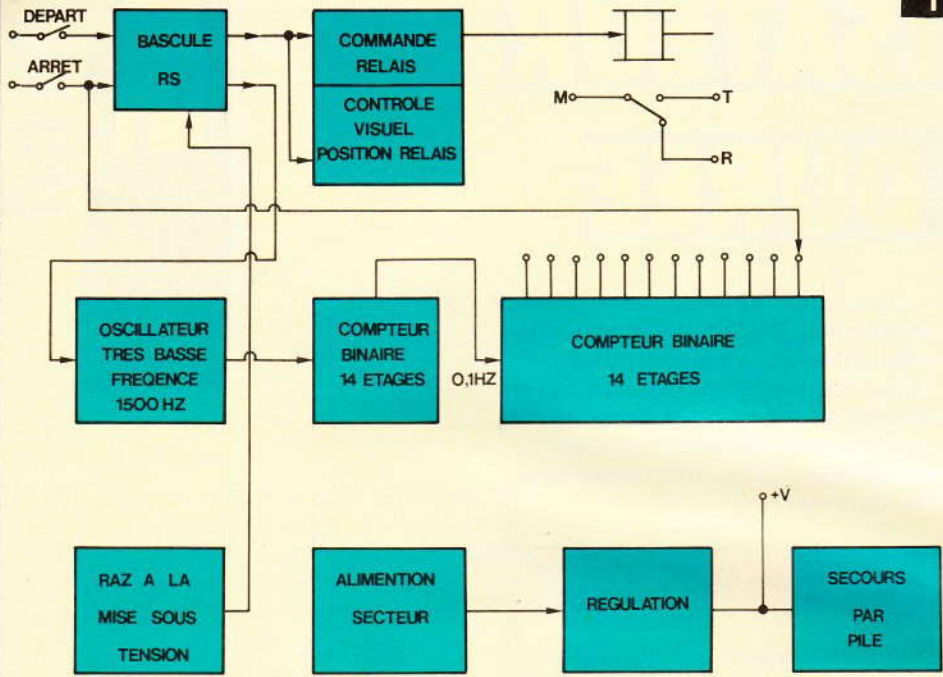 1
DEPART
ARRET
BASCULE
RS
COMMANDE
RELAIS
CONTROLE
VISUEL
POSITION RELAIS
M
T
R
OSCILLATEUR
TRES BASSE
FREQENCE
1500 HZ
COMPTEUR
BINAIRE
14 ETAGES
0,1HZ
COMPTEUR BINAIRE
14 ETAGES
RAZ A LA
MISE SOUS
TENSION
ALIMENTION
SECTEUR
REGULATION
+V
SECOURS
PAR
PILE